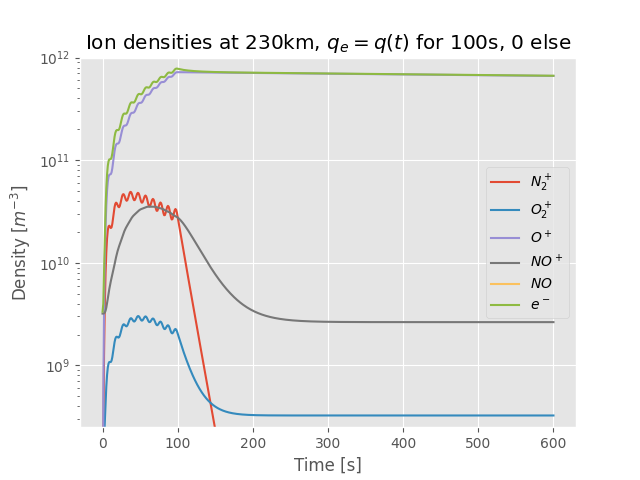 Ion densities at 230km, $q_e = q(t)$ for 100s, 0 else
Density [$m^{-3}$]
$10^{12}$
$10^{11}$
$10^{10}$
$10^{9}$
$N_2^+$
$O_2^+$
$O^+$
$NO^+$
$NO$
$e^-$
0 100 200 300 400 500 600
Time [s]